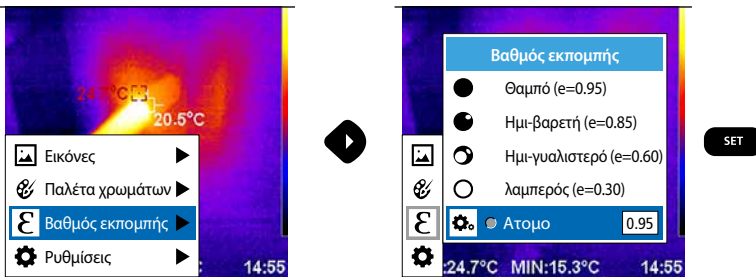 24.7°C
20.5°C
Εικόνες
Παλέτα χρωμάτων
ε Βαθμός εκπομπής
Ρυθμίσεις
: 14:55
Βαθμός εκπομπής
Θαμπό (e=0.95)
Ημι-βαρετή (e=0.85)
Ημι-γυαλιστερό (e=0.60)
λαμπερός (e=0.30)
ε Ατομο 0.95
:24.7°C MIN:15.3°C 14:55
SET